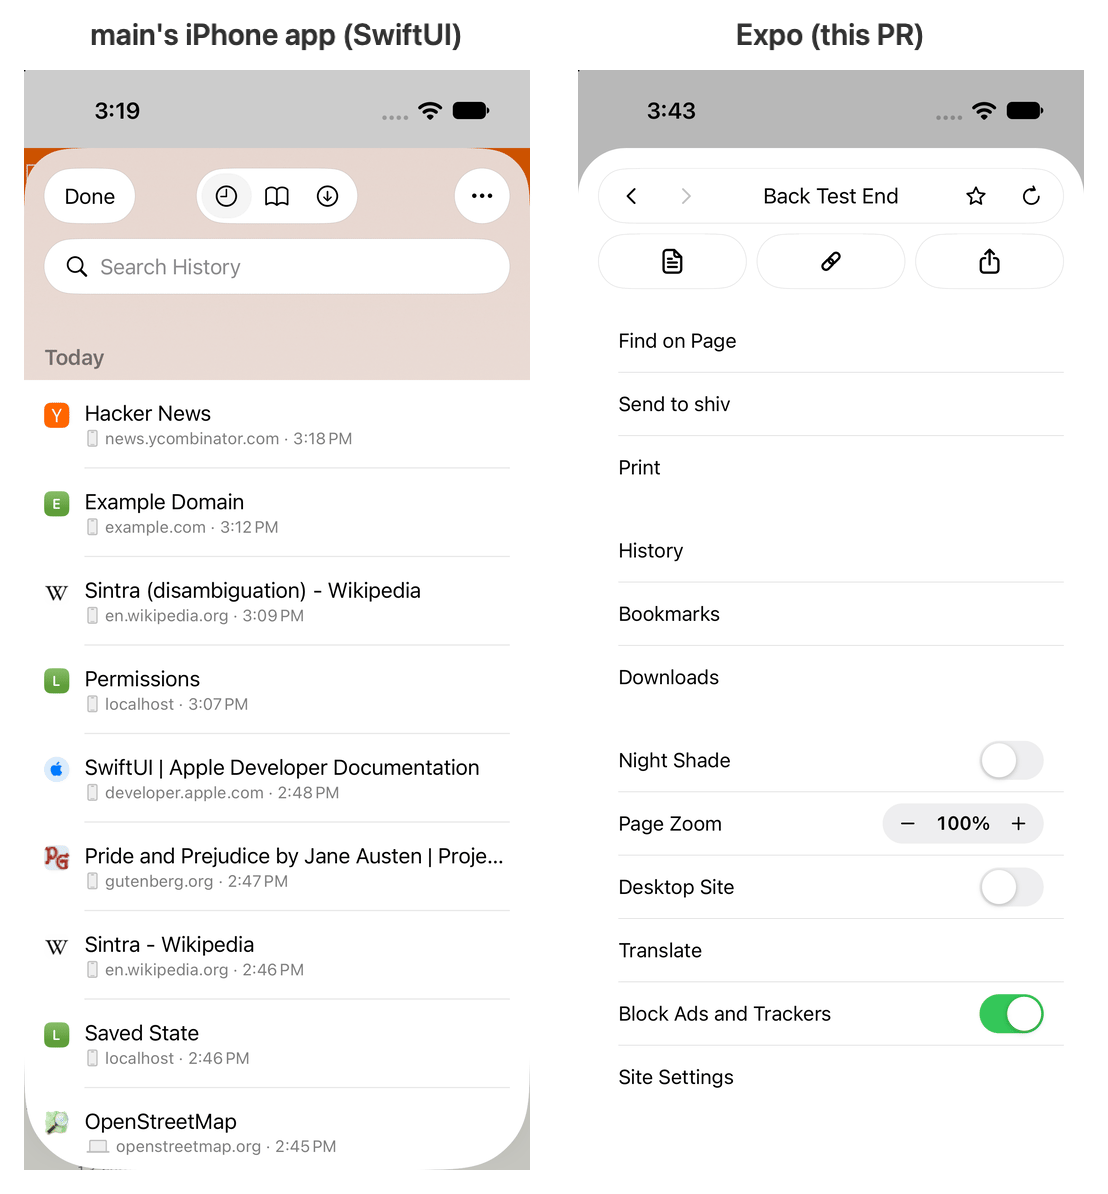 main's iPhone app (SwiftUI)
3:19
Done
Search History
Today
Y
Hacker News
news.ycombinator.com · 3:18 PM
E
Example Domain
example.com · 3:12 PM
W
Sintra (disambiguation) - Wikipedia
en.wikipedia.org · 3:09 PM
L
Permissions
localhost · 3:07 PM
SwiftUI | Apple Developer Documentation
developer.apple.com · 2:48 PM
PG
Pride and Prejudice by Jane Austen | Proje...
gutenberg.org · 2:47 PM
W
Sintra - Wikipedia
en.wikipedia.org · 2:46 PM
L
Saved State
localhost · 2:46 PM
OpenStreetMap
openstreetmap.org · 2:45 PM
Expo (this PR)
3:43
Back Test End
Find on Page
Send to shiv
Print
History
Bookmarks
Downloads
Night Shade
Page Zoom − 100% +
Desktop Site
Translate
Block Ads and Trackers
Site Settings